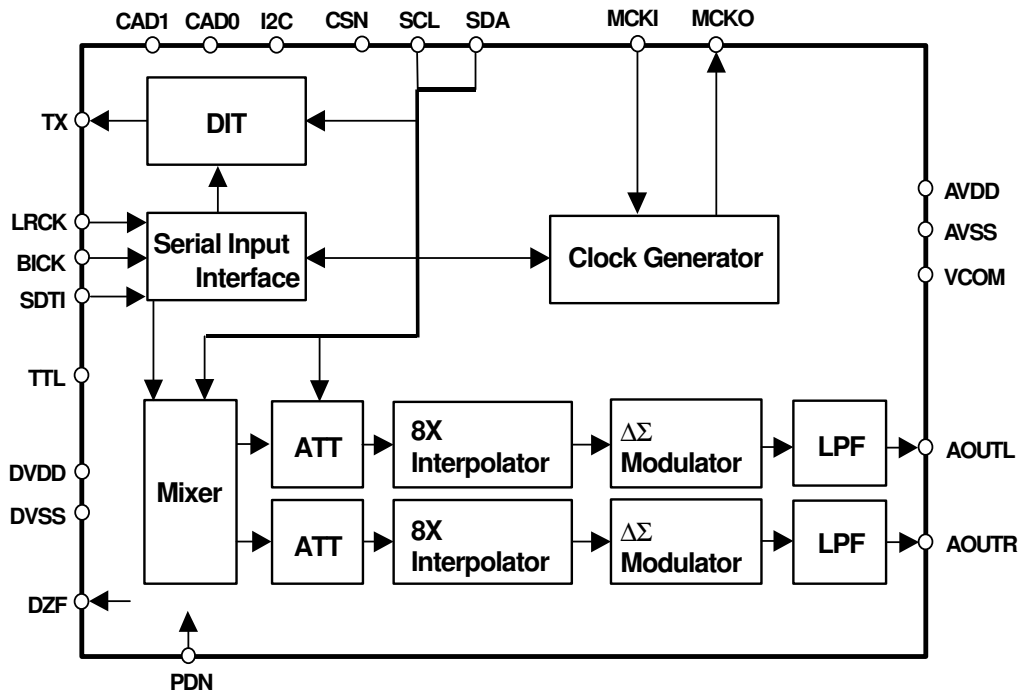 CAD1 CAD0 I2C CSN SCL SDA MCKI MCKO
TX
DIT
LRCK
BICK
SDTI
Serial Input
Interface
Clock Generator
AVDD
AVSS
VCOM
TTL
DVDD
DVSS
DZF
Mixer
ATT
8X
Interpolator
ΔΣ
Modulator
LPF
AOUTL
ATT
8X
Interpolator
ΔΣ
Modulator
LPF
AOUTR
PDN